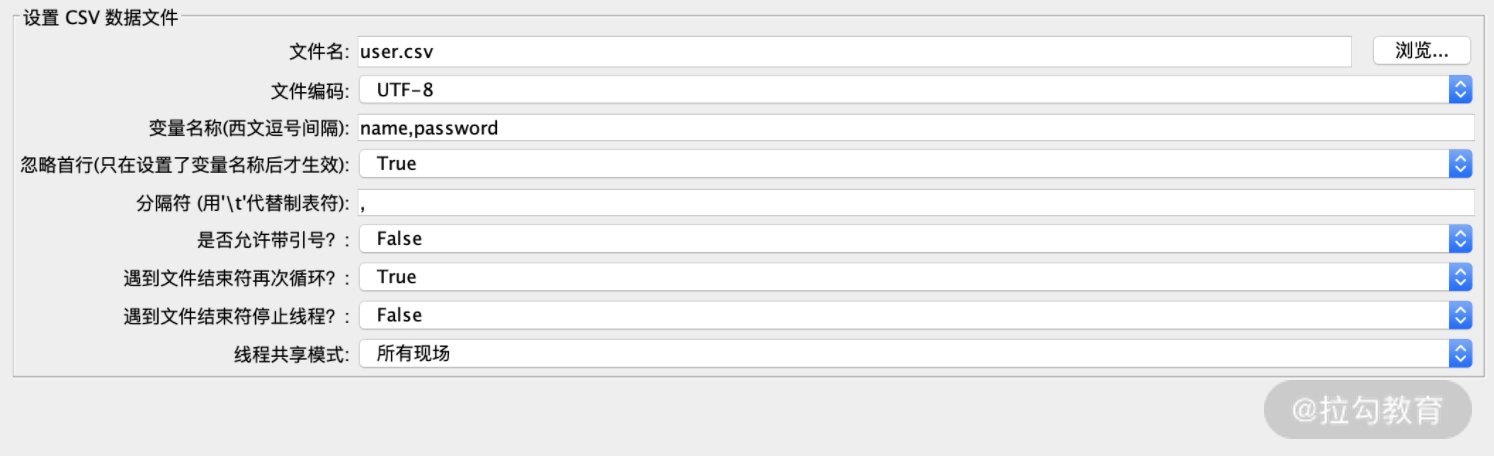 设置 CSV 数据文件
文件名: user.csv 浏览...
文件编码: UTF-8
变量名称(西文逗号间隔): name,password
忽略首行(只在设置了变量名称后才生效): True
分隔符 (用'\t'代替制表符): ,
是否允许带引号? : False
遇到文件结束符再次循环? : True
遇到文件结束符停止线程? : False
线程共享模式: 所有现场
@拉勾教育